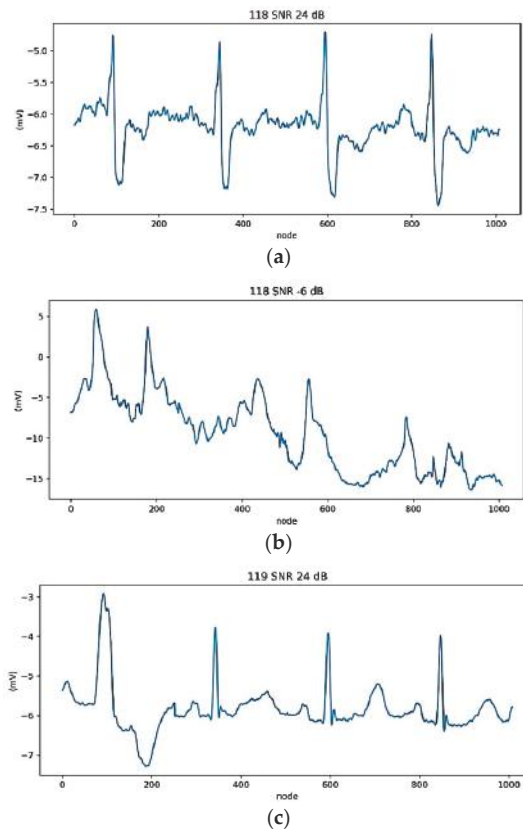 118 SNR 24 dB
−5.0
−5.5
−6.0
−6.5
−7.0
−7.5
(mV)
0 200 400 600 800 1000
node
(a)
118 SNR -6 dB
5
0
−5
−10
−15
(mV)
0 200 400 600 800 1000
node
(b)
119 SNR 24 dB
−3
−4
−5
−6
−7
(mV)
0 200 400 600 800 1000
node
(c)